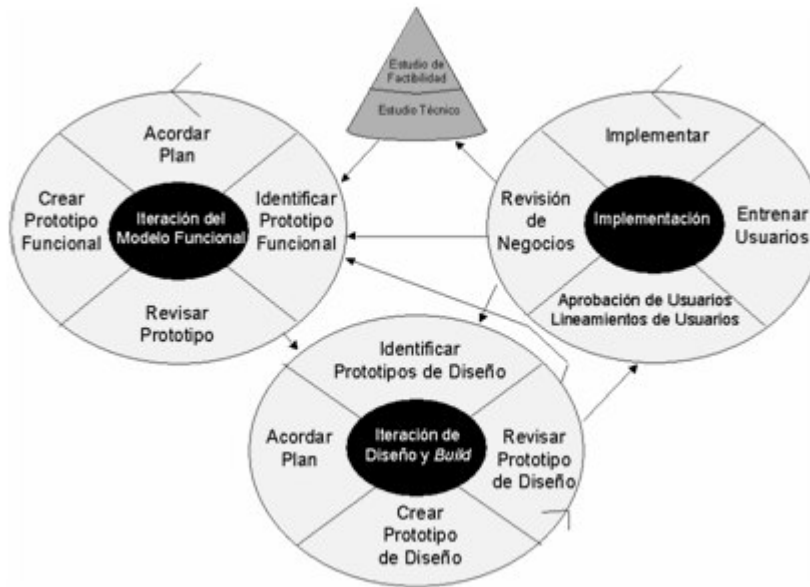 Estudio de
Factibilidad
Estudio Técnico
Acordar
Plan
Crear
Prototipo
Funcional
Iteración del
Modelo Funcional
Identificar
Prototipo
Funcional
Revisar
Prototipo
Implementar
Revisión
de
Negocios
Implementación
Entrenar
Usuarios
Aprobación de Usuarios
Lineamientos de Usuarios
Identificar
Prototipos de Diseño
Acordar
Plan
Iteración de
Diseño y Build
Revisar
Prototipo
de Diseño
Crear
Prototipo
de Diseño